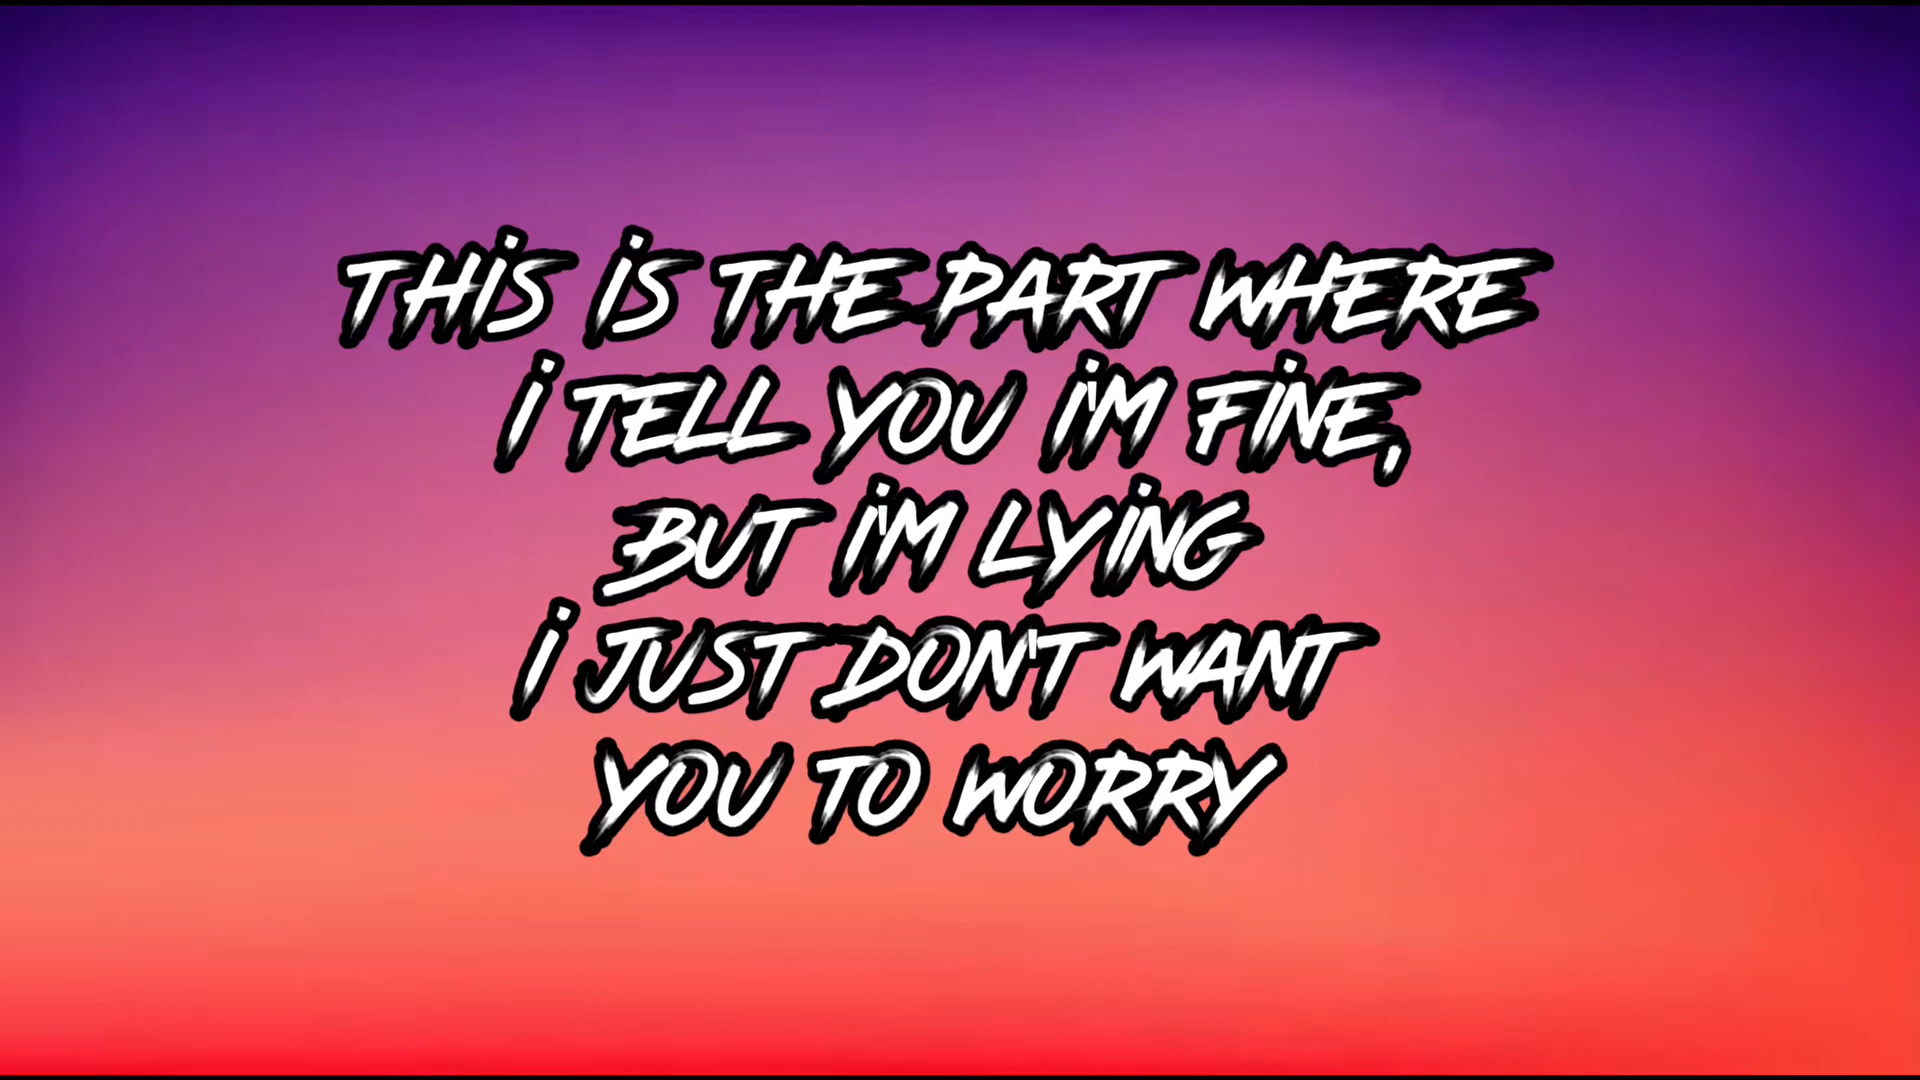 THIS IS THE PART WHERE
I TELL YOU I'M FINE,
BUT I'M LYING
I JUST DON'T WANT
YOU TO WORRY